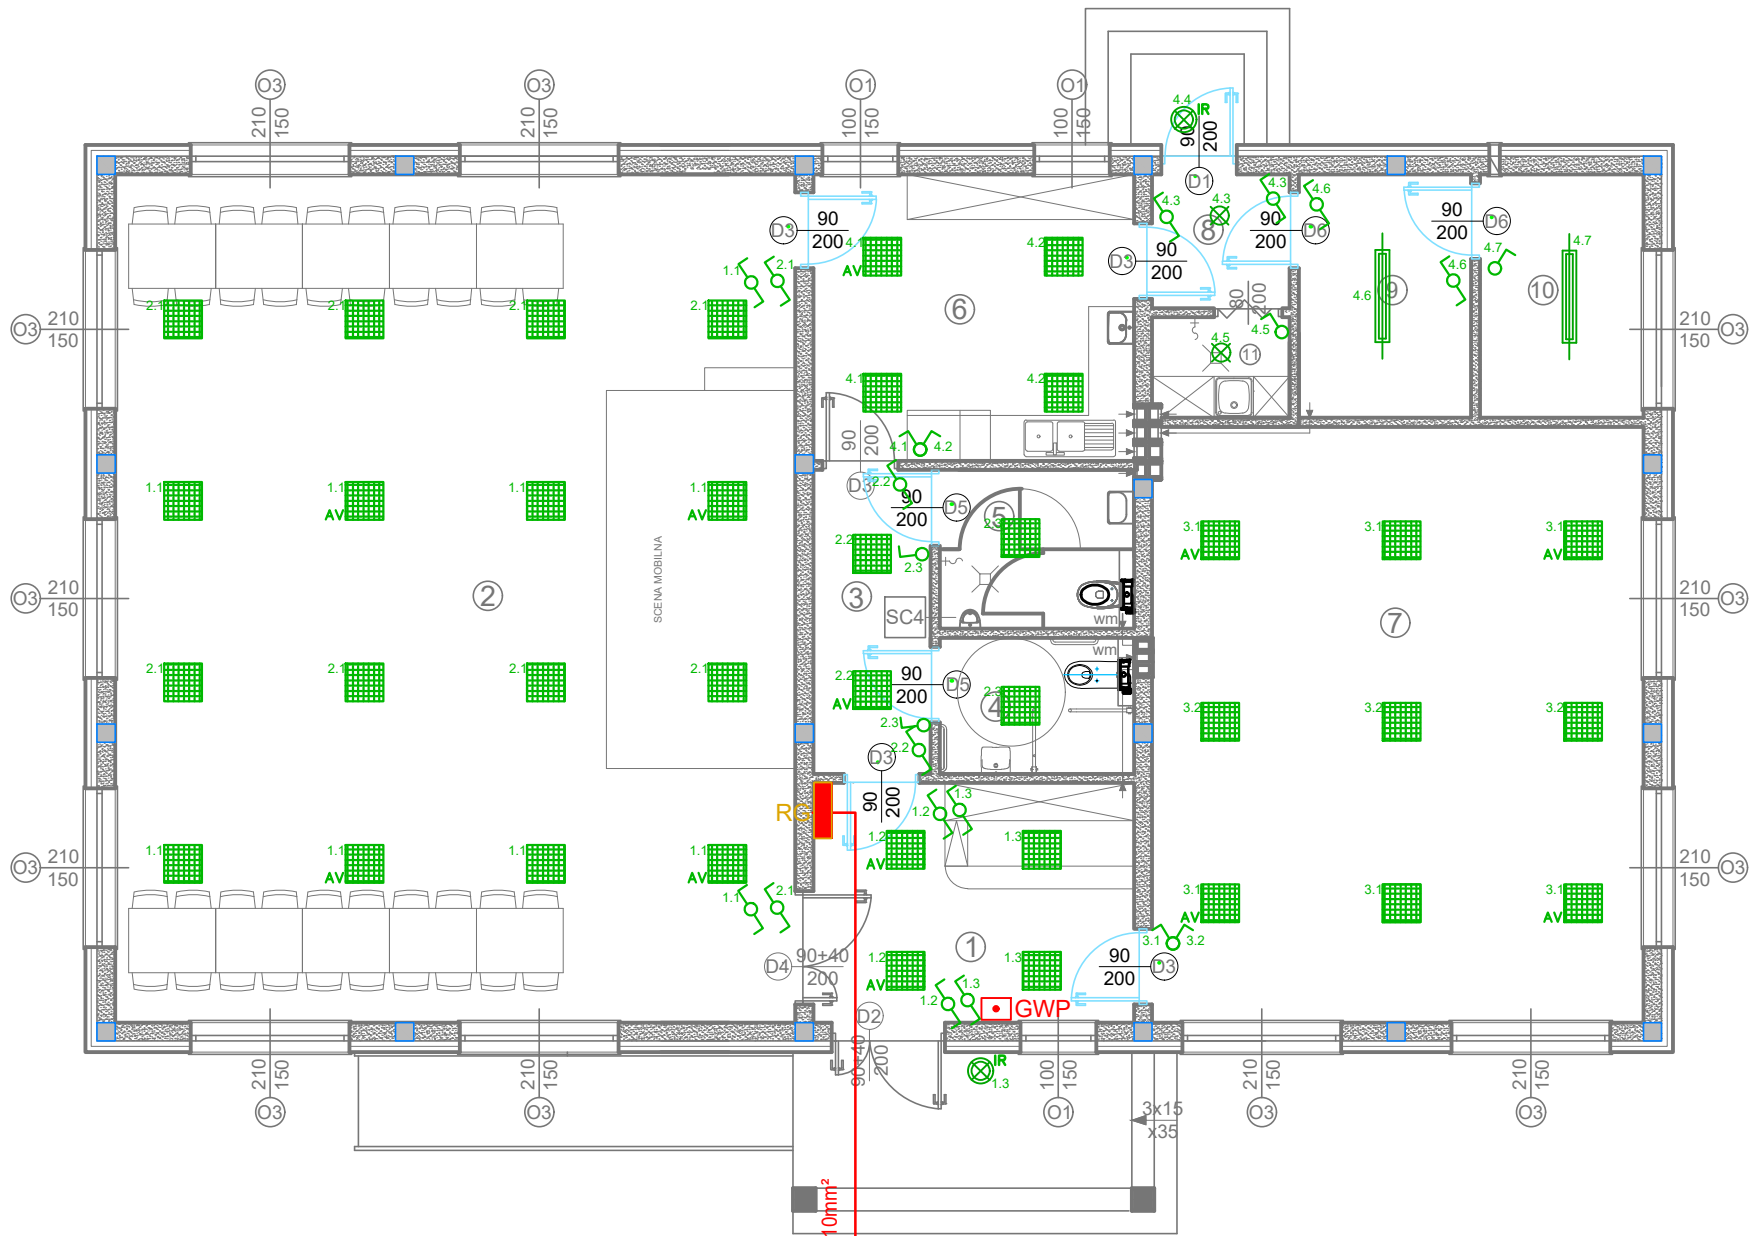 O3
210
150
O3
210
150
O1
100
150
O1
100
150
4.4
IR
90
200
D1
4.3
4.3
8
4.3
4.6
90
200
D6
90
200
D6
4.7
4.7
D3
90
200
4.1
AV
4.2
D3
90
200
1.1
2.1
6
4.6
9
4.6
10
2.1
2.1
2.1
2.1
O3
210
150
80
200
4.5
4.5
11
210
150
O3
4.1
4.2
4.1
4.2
90
200
D3
2.2
90
200
D5
5
2.3
1.1
1.1
AV
1.1
1.1
AV
2.2
2.3
3.1
AV
3.1
3.1
AV
SCENA MOBILNA
O3
210
150
2
3
SC4
wm
wm
7
210
150
O3
2.1
2.1
2.1
2.1
2.2
AV
90
200
D5
2.3
4
2.3
2.2
D3
90
200
3.2
3.2
3.2
RG
1.2
1.3
1.2
AV
1.3
O3
210
150
1.1
1.1
AV
1.1
1.1
AV
210
150
O3
1.1
2.1
3.1
AV
3.1
3.1
AV
D4
90+40
200
1
1.2
AV
1.3
3.1
3.2
90
200
D3
1.2
1.3
GWP
D2
90+40
200
IR
1.3
210
150
O3
210
150
O3
100
150
O1
210
150
O3
210
150
O3
3x15
x35
10mm²